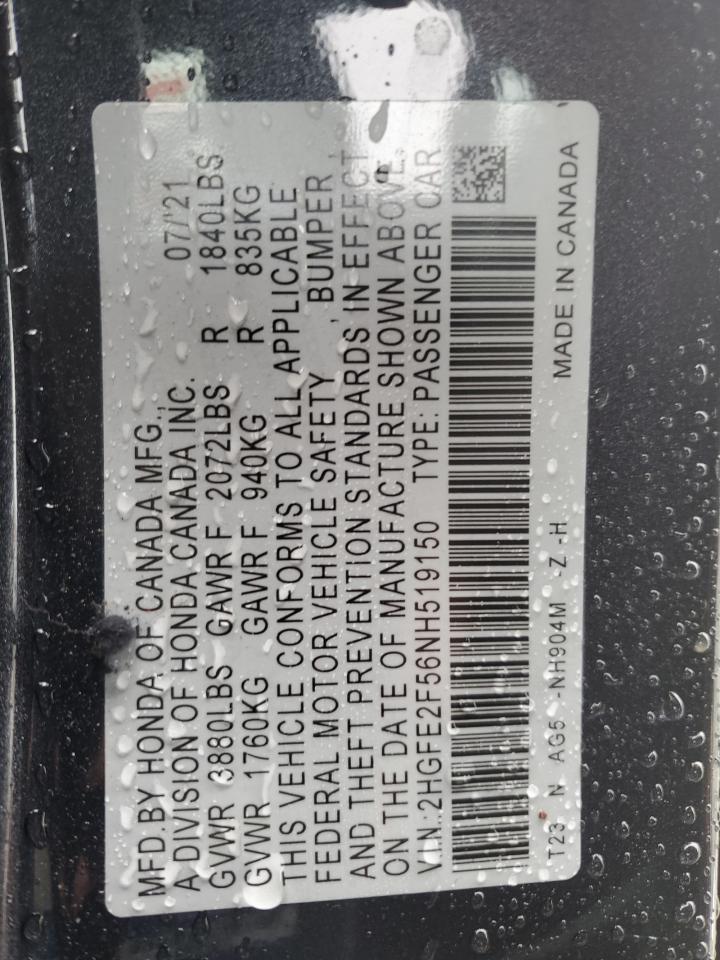 MFD.BY HONDA OF CANADA MFG.,
A DIVISION OF HONDA CANADA INC. 07/'21
GVWR 3880LBS GAWR F 2072LBS R 1840LBS
GVWR 1760KG GAWR F 940KG R 835KG
THIS VEHICLE CONFORMS TO ALL APPLICABLE
FEDERAL MOTOR VEHICLE SAFETY , BUMPER ,
AND THEFT PREVENTION STANDARDS IN EFFECT
ON THE DATE OF MANUFACTURE SHOWN ABOVE.
V.I.N.:2HGFE2F56NH519150 TYPE: PASSENGER CAR
T23 N AG5 -NH904M -Z -H MADE IN CANADA